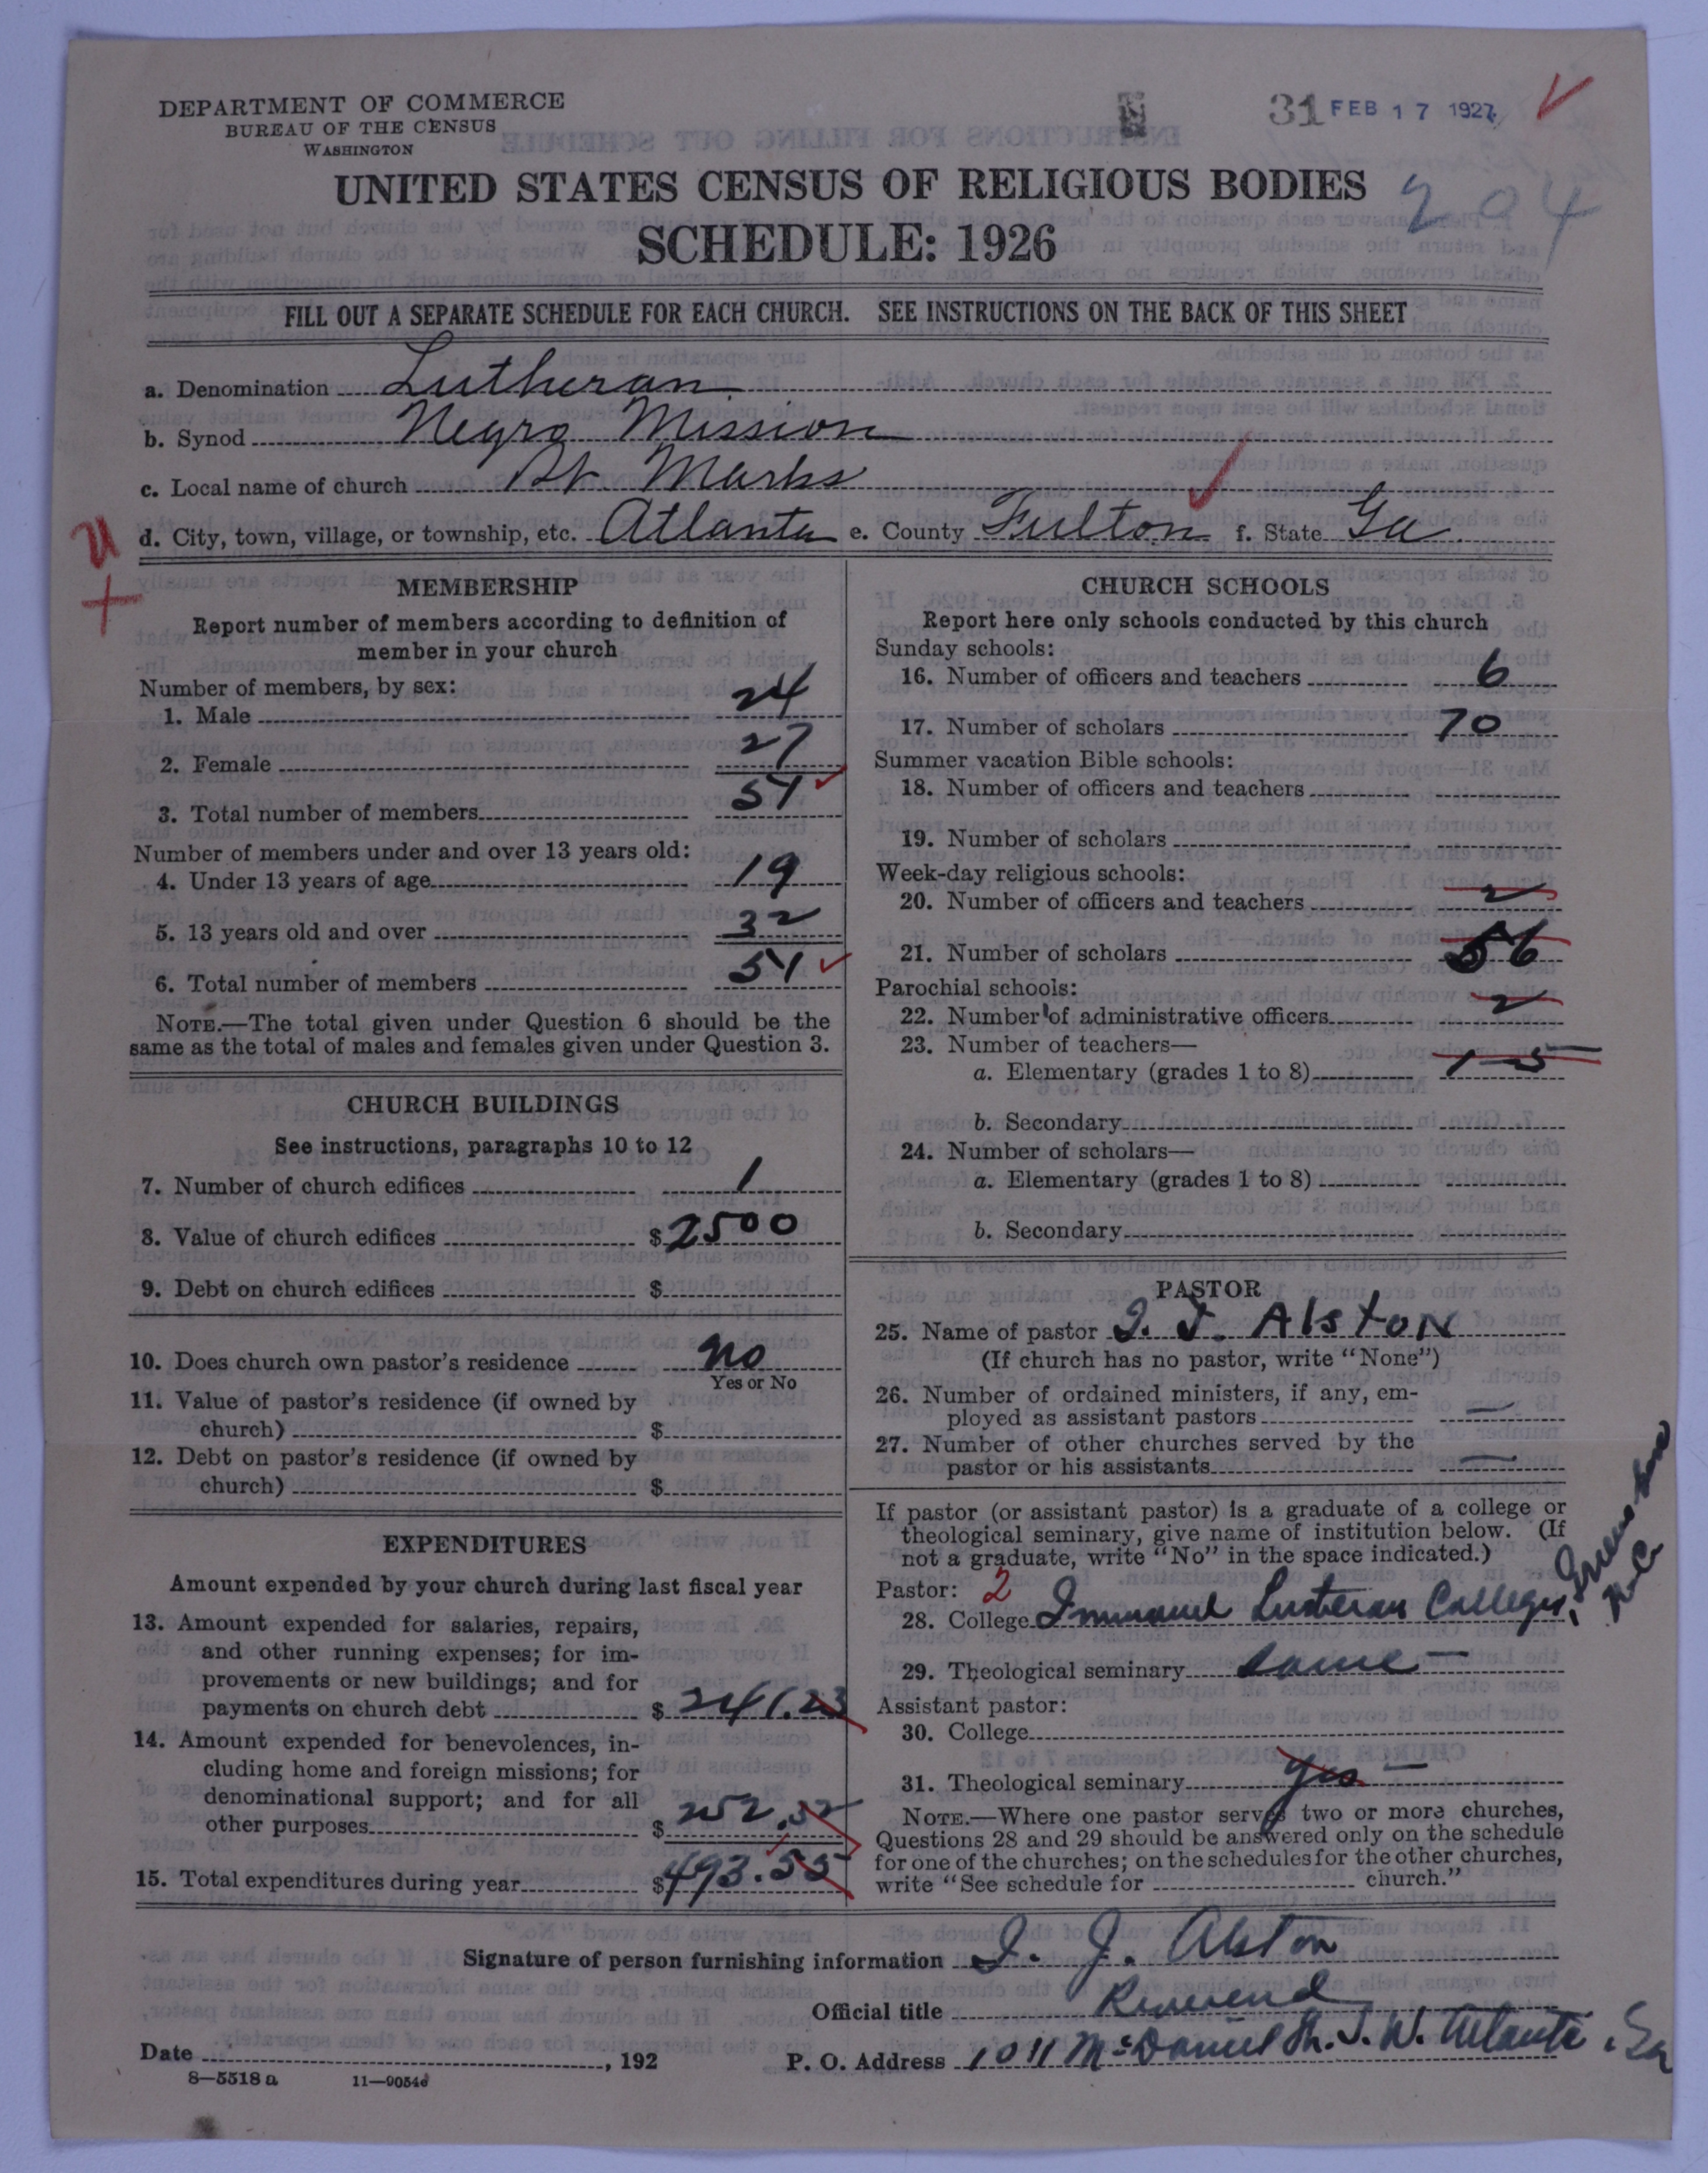 DEPARTMENT OF COMMERCE
BUREAU OF THE CENSUS
WASHINGTON
31 FEB 17 1927
UNITED STATES CENSUS OF RELIGIOUS BODIES
204
SCHEDULE: 1926
FILL OUT A SEPARATE SCHEDULE FOR EACH CHURCH. SEE INSTRUCTIONS ON THE BACK OF THIS SHEET
a. Denomination Lutheran
b. Synod Negro Mission
c. Local name of church St. Marks
d. City, town, village, or township, etc. Atlanta e. County Fulton f. State Ga.
MEMBERSHIP
Report number of members according to definition of
member in your church
Number of members, by sex:
1. Male 24
2. Female 27
3. Total number of members 51
Number of members under and over 13 years old:
4. Under 13 years of age 19
5. 13 years old and over 32
6. Total number of members 51
NOTE.—The total given under Question 6 should be the
same as the total of males and females given under Question 3.
CHURCH BUILDINGS
See instructions, paragraphs 10 to 12
7. Number of church edifices 1
8. Value of church edifices $ 2500
9. Debt on church edifices $
10. Does church own pastor's residence no
Yes or No
11. Value of pastor's residence (if owned by
church) $
12. Debt on pastor's residence (if owned by
church) $
EXPENDITURES
Amount expended by your church during last fiscal year
13. Amount expended for salaries, repairs,
and other running expenses; for im-
provements or new buildings; and for
payments on church debt $ 241.23
14. Amount expended for benevolences, in-
cluding home and foreign missions; for
denominational support; and for all
other purposes $ 252.32
15. Total expenditures during year $ 493.55
CHURCH SCHOOLS
Report here only schools conducted by this church
Sunday schools:
16. Number of officers and teachers 6
17. Number of scholars 70
Summer vacation Bible schools:
18. Number of officers and teachers
19. Number of scholars
Week-day religious schools:
20. Number of officers and teachers 2
21. Number of scholars 56
Parochial schools:
22. Number of administrative officers 2
23. Number of teachers—
a. Elementary (grades 1 to 8) 1-5
b. Secondary
24. Number of scholars—
a. Elementary (grades 1 to 8)
b. Secondary
PASTOR
25. Name of pastor I. J. Alston
(If church has no pastor, write "None")
26. Number of ordained ministers, if any, em-
ployed as assistant pastors —
27. Number of other churches served by the
pastor or his assistants —
If pastor (or assistant pastor) is a graduate of a college or
theological seminary, give name of institution below. (If
not a graduate, write "No" in the space indicated.)
Pastor: 2
28. College Immanuel Lutheran College, Greensboro
N.C.
29. Theological seminary same —
Assistant pastor:
30. College
31. Theological seminary yes —
NOTE.—Where one pastor serves two or more churches,
Questions 28 and 29 should be answered only on the schedule
for one of the churches; on the schedules for the other churches,
write "See schedule for church."
Signature of person furnishing information I. J. Alston
Official title Reverend
Date , 192
P. O. Address 1011 McDaniel St. S. W. Atlanta, Ga
8—5518 a 11—9054